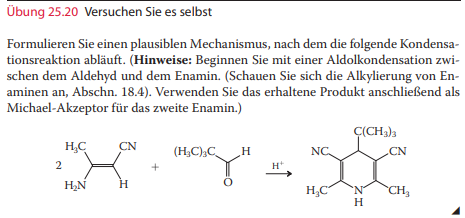 Übung 25.20 Versuchen Sie es selbst
Formulieren Sie einen plausiblen Mechanismus, nach dem die folgende Kondensa-
tionsreaktion abläuft. (Hinweise: Beginnen Sie mit einer Aldolkondensation zwi-
schen dem Aldehyd und dem Enamin. (Schauen Sie sich die Alkylierung von En-
aminen an, Abschn. 18.4). Verwenden Sie das erhaltene Produkt anschließend als
Michael-Akzeptor für das zweite Enamin.)
C(CH₃)₃
H₃C CN (H₃C)₃C H NC CN
2 + H⁺
H₂N H O H₃C N CH₃
H